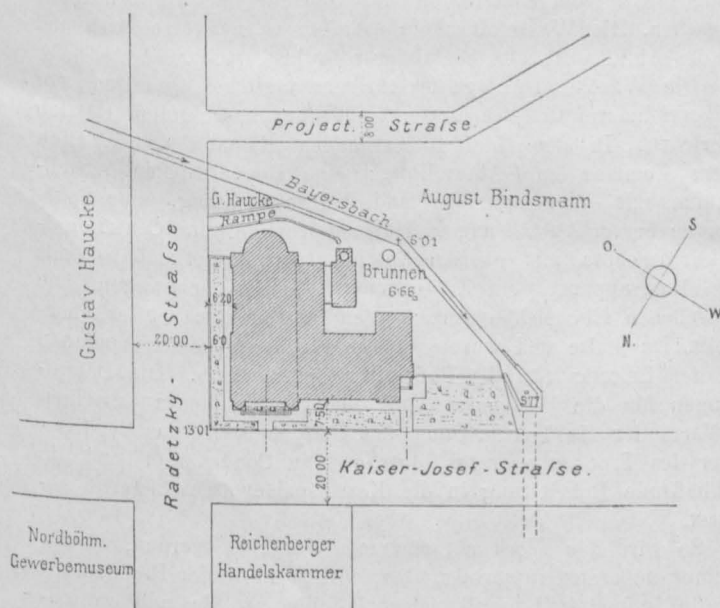 Project. Straſse
8·00
Bayersbach
August Bindsmann
G. Haucke
Rampe
6·01
Brunnen
6·66
S
O.
W.
N.
Gustav Haucke
Radetzky-Straſse
20·00
6·20
6·0
13·01
7·50
5·77
Kaiser-Josef-Straſse.
20·00
Nordböhm.
Gewerbemuseum
Reichenberger
Handelskammer